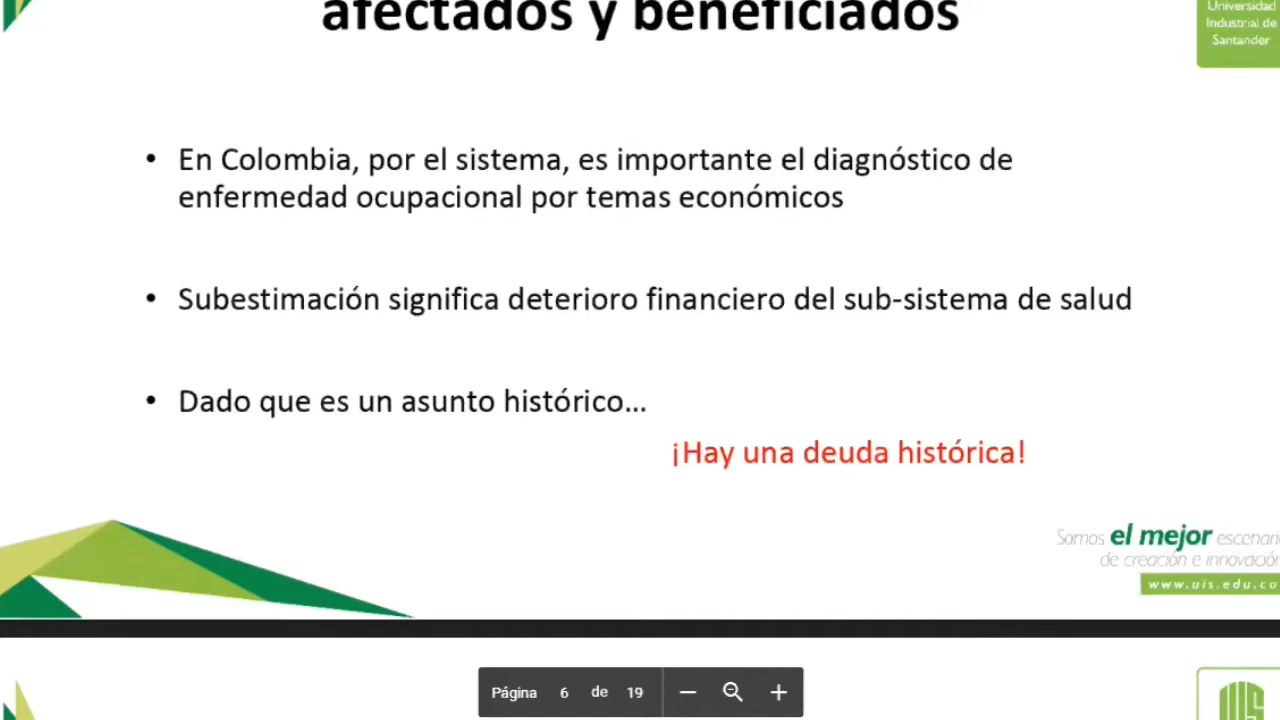 afectados y beneficiados
Universidad
Industrial de
Santander
• En Colombia, por el sistema, es importante el diagnóstico de
enfermedad ocupacional por temas económicos
• Subestimación significa deterioro financiero del sub-sistema de salud
• Dado que es un asunto histórico...
¡Hay una deuda histórica!
Somos el mejor escenari
de creación e innovación
www.uis.edu.co
Página 6 de 19
UIS